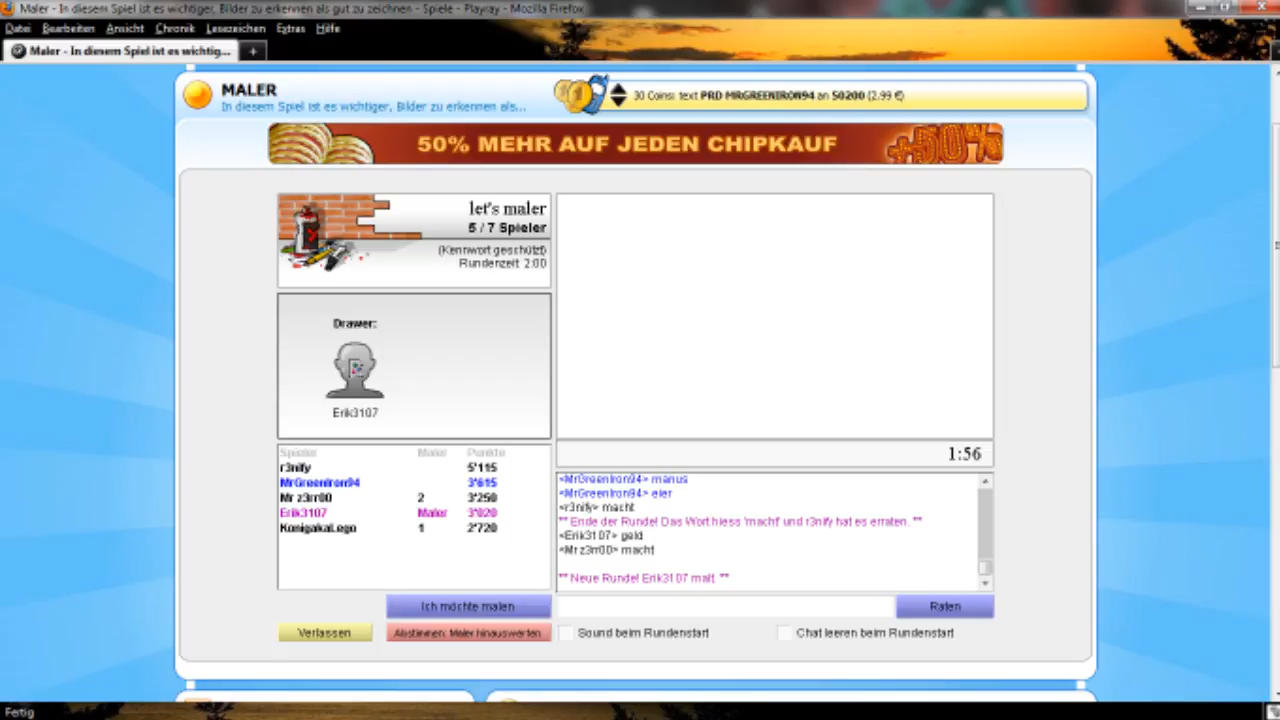 Maler - In diesem Spiel ist es wichtiger, Bilder zu erkennen als gut zu zeichnen - Spiele - Playray - Mozilla Firefox
Datei Bearbeiten Ansicht Chronik Lesezeichen Extras Hilfe
Maler - In diesem Spiel ist es wichtig... +
MALER
In diesem Spiel ist es wichtiger, Bilder zu erkennen als...
30 Coins: text PRD MRGREENIRON94 an 50200 (2.99 €)
50% MEHR AUF JEDEN CHIPKAUF
+50%
let's maler
5 / 7 Spieler
(Kennwort geschützt)
Rundenzeit 2:00
Drawer:
Erik3107
1:56
Spieler Maler Punkte
r3nify 5'115
MrGreenIron94 3'615
Mr z3rr00 2 3'250
Erik3107 Maler 3'020
KonigakaLego 1 2'720
<MrGreenIron94> manus
<MrGreenIron94> eier
<r3nify> macht
** Ende der Runde! Das Wort hiess 'macht' und r3nify hat es erraten. **
<Erik3107> geld
<Mr z3rr00> macht
** Neue Runde! Erik3107 malt. **
Ich möchte malen
Raten
Verlassen
Abstimmen: Maler hinauswerfen
Sound beim Rundenstart
Chat leeren beim Rundenstart
Fertig